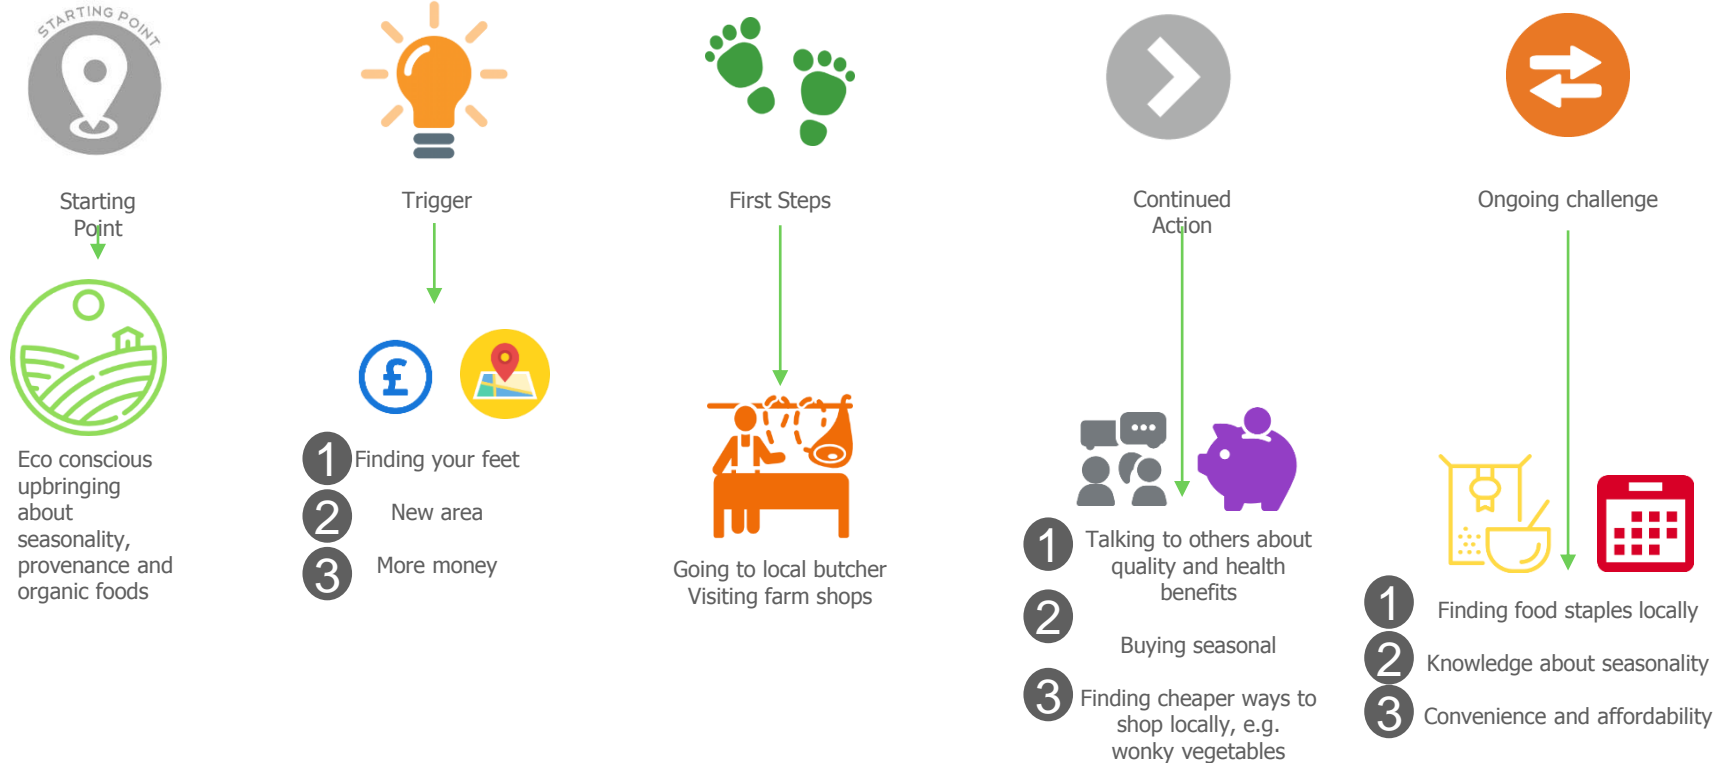 STARTING POINT
Starting
Point
Eco conscious
upbringing
about
seasonality,
provenance and
organic foods
Trigger
£
1 Finding your feet
2 New area
3 More money
First Steps
Going to local butcher
Visiting farm shops
Continued
Action
1 Talking to others about
quality and health
benefits
2 Buying seasonal
3 Finding cheaper ways to
shop locally, e.g.
wonky vegetables
Ongoing challenge
1 Finding food staples locally
2 Knowledge about seasonality
3 Convenience and affordability